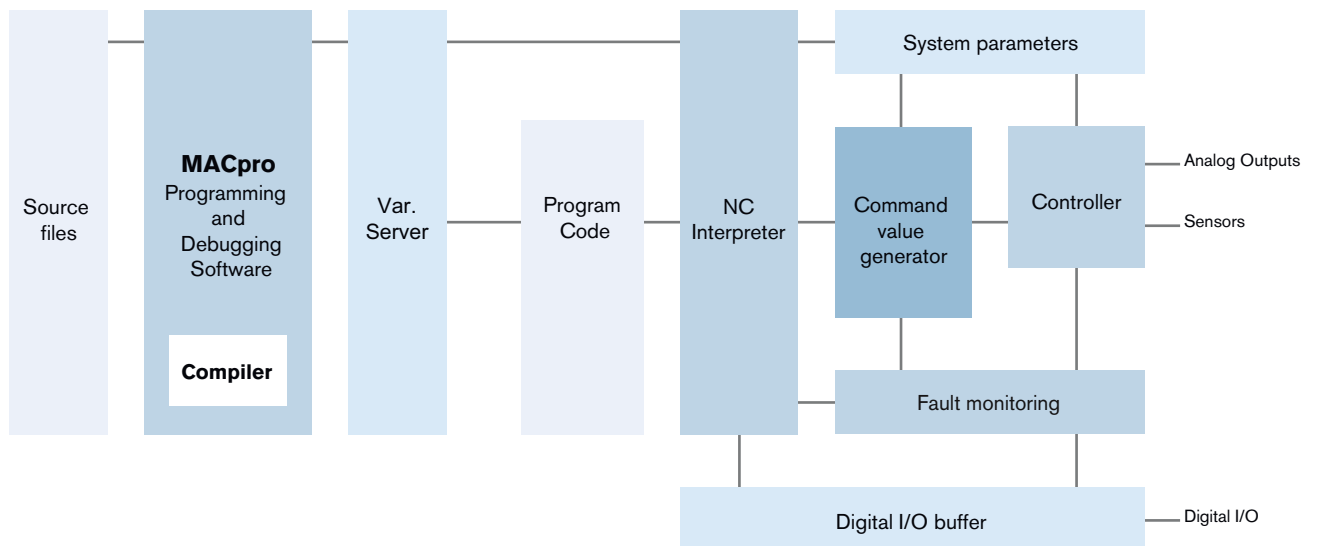 Source
files
MACpro
Programming
and
Debugging
Software
Compiler
Var.
Server
Program
Code
NC
Interpreter
System parameters
Command
value
generator
Controller
Analog Outputs
Sensors
Fault monitoring
Digital I/O buffer
Digital I/O